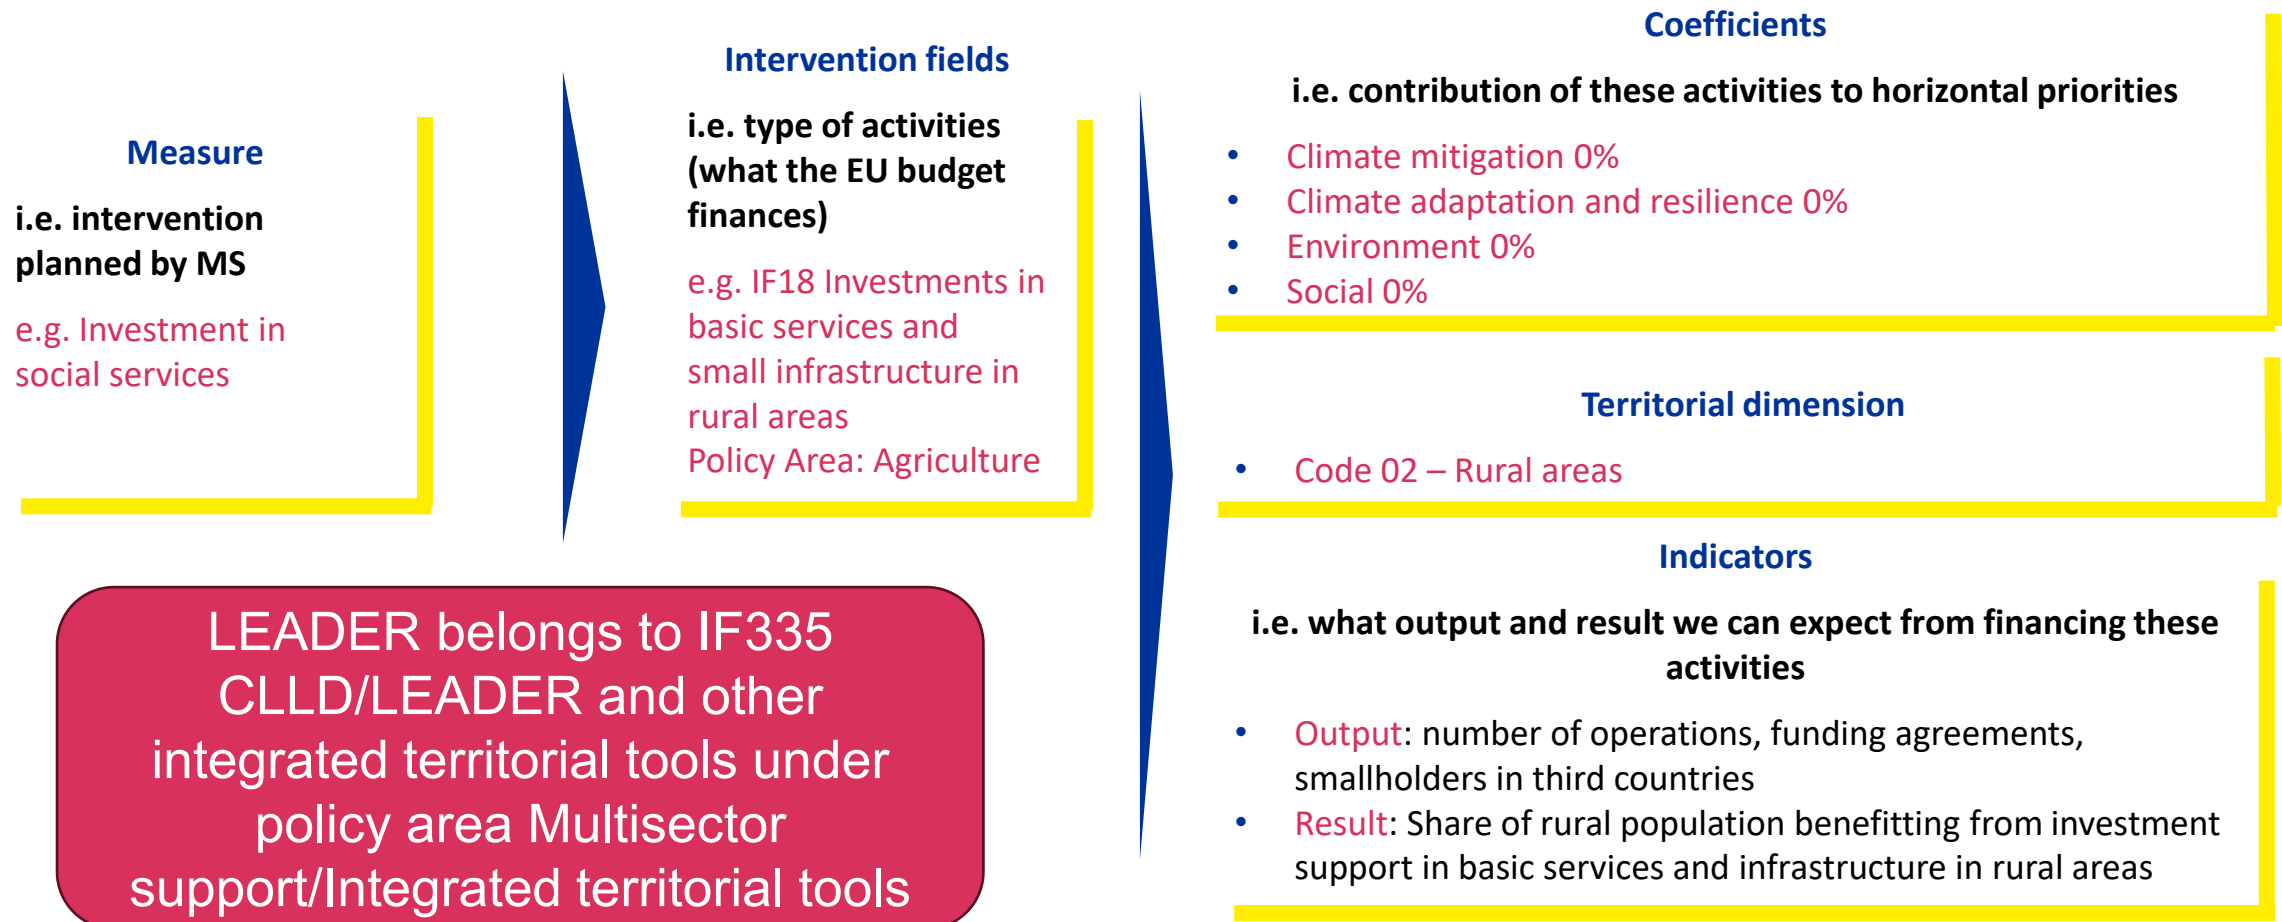 Measure
i.e. intervention
planned by MS
e.g. Investment in
social services
Intervention fields
i.e. type of activities
(what the EU budget
finances)
e.g. IF18 Investments in
basic services and
small infrastructure in
rural areas
Policy Area: Agriculture
Coefficients
i.e. contribution of these activities to horizontal priorities
• Climate mitigation 0%
• Climate adaptation and resilience 0%
• Environment 0%
• Social 0%
Territorial dimension
• Code 02 – Rural areas
Indicators
i.e. what output and result we can expect from financing these
activities
• Output: number of operations, funding agreements,
smallholders in third countries
• Result: Share of rural population benefitting from investment
support in basic services and infrastructure in rural areas
LEADER belongs to IF335
CLLD/LEADER and other
integrated territorial tools under
policy area Multisector
support/Integrated territorial tools